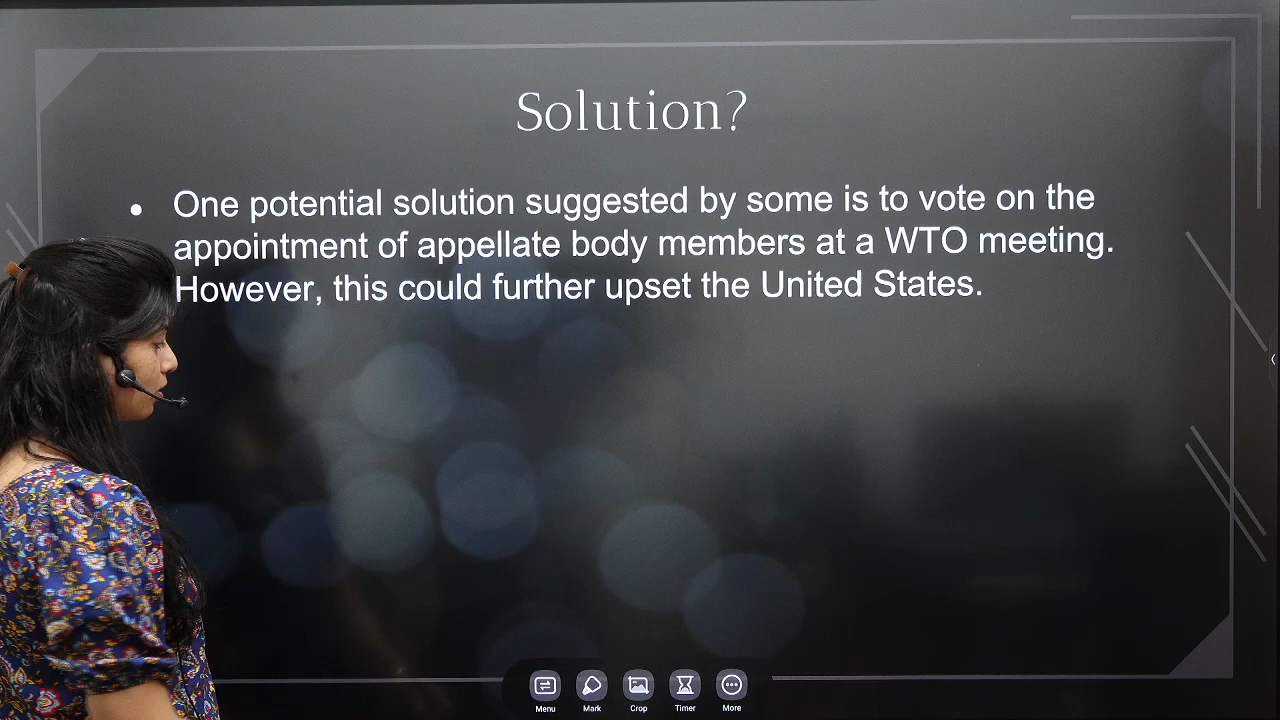 Solution?
• One potential solution suggested by some is to vote on the
appointment of appellate body members at a WTO meeting.
However, this could further upset the United States.
Menu Mark Crop Timer More